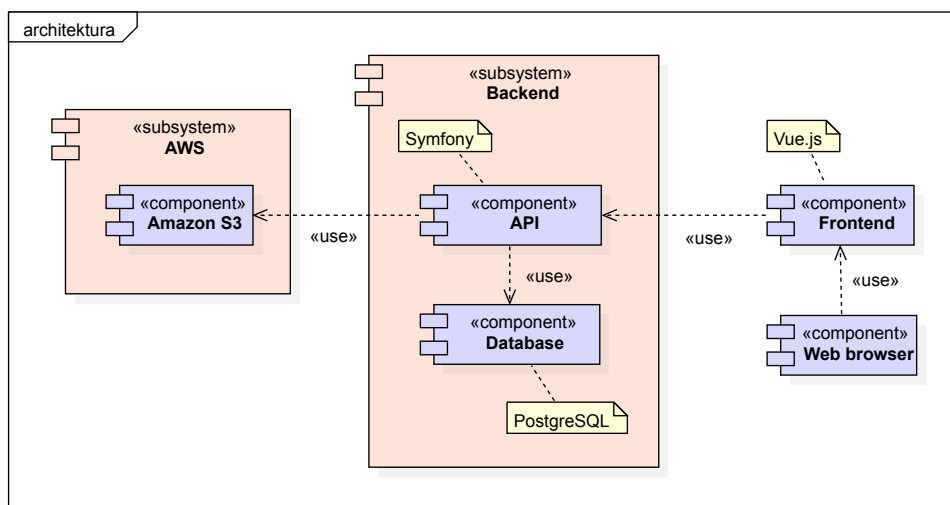 architektura
«subsystem»
Backend
«subsystem»
AWS
Symfony
Vue.js
«component»
Amazon S3
«component»
API
«component»
Frontend
«use»
«use»
«use»
«use»
«component»
Database
«component»
Web browser
PostgreSQL